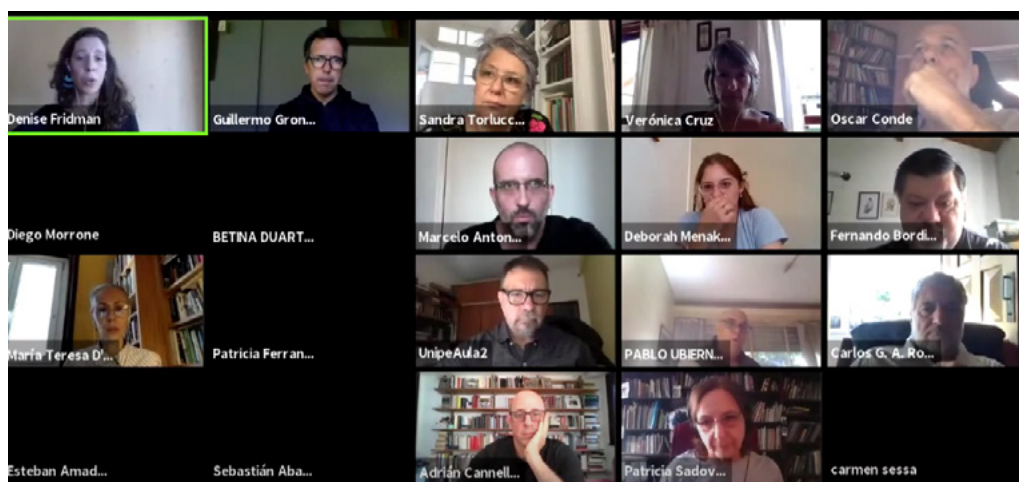 Denise Fridman
Guillermo Gron...
Sandra Torlucc...
Verónica Cruz
Oscar Conde
Diego Morrone
BETINA DUART...
Marcelo Anton...
Deborah Menak...
Fernando Bordi...
María Teresa D'...
Patricia Ferran...
UnipeAula2
PABLO UBIERN...
Carlos G. A. Ro...
Esteban Amad...
Sebastián Aba...
Adrián Cannell...
Patricia Sadov...
carmen sessa